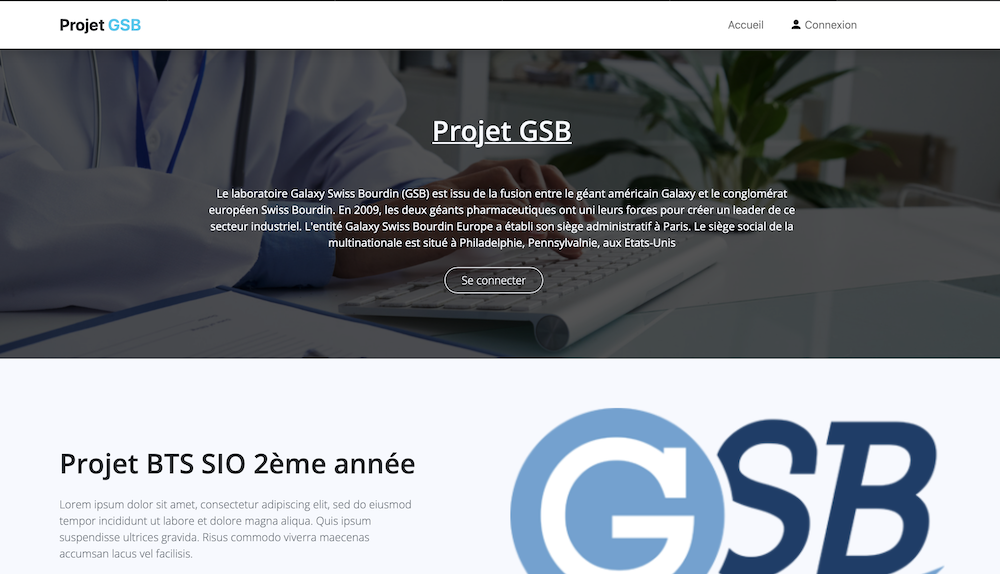 Projet GSB
Accueil
Connexion
Projet GSB
Le laboratoire Galaxy Swiss Bourdin (GSB) est issu de la fusion entre le géant américain Galaxy et le conglomérat
européen Swiss Bourdin. En 2009, les deux géants pharmaceutiques ont uni leurs forces pour créer un leader de ce
secteur industriel. L'entité Galaxy Swiss Bourdin Europe a établi son siège administratif à Paris. Le siège social de la
multinationale est situé à Philadelphie, Pennsylvalnie, aux Etats-Unis
Se connecter
Projet BTS SIO 2ème année
Lorem ipsum dolor sit amet, consectetur adipiscing elit, sed do eiusmod
tempor incididunt ut labore et dolore magna aliqua. Quis ipsum
suspendisse ultrices gravida. Risus commodo viverra maecenas
accumsan lacus vel facilisis.
GSB